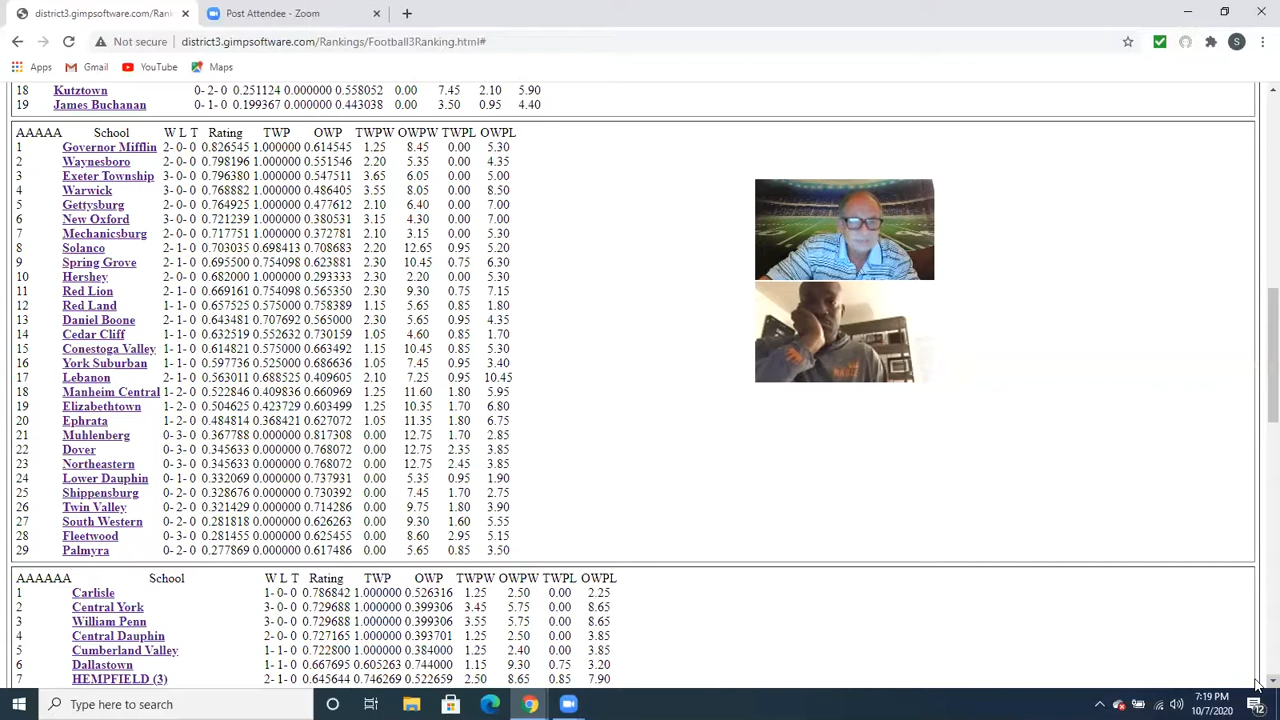 district3.gimpsoftware.com/Rank
Post Attendee - Zoom
Not secure district3.gimpsoftware.com/Rankings/Football3Ranking.html#
S
Apps Gmail YouTube Maps
18 Kutztown 0- 2- 0 0.251124 0.000000 0.558052 0.00 7.45 2.10 5.90
19 James Buchanan 0- 1- 0 0.199367 0.000000 0.443038 0.00 3.50 0.95 4.40
AAAAA School W L T Rating TWP OWP TWPW OWPW TWPL OWPL
1 Governor Mifflin 2- 0- 0 0.826545 1.000000 0.614545 1.25 8.45 0.00 5.30
2 Waynesboro 2- 0- 0 0.798196 1.000000 0.551546 2.20 5.35 0.00 4.35
3 Exeter Township 3- 0- 0 0.796380 1.000000 0.547511 3.65 6.05 0.00 5.00
4 Warwick 3- 0- 0 0.768882 1.000000 0.486405 3.55 8.05 0.00 8.50
5 Gettysburg 2- 0- 0 0.764925 1.000000 0.477612 2.10 6.40 0.00 7.00
6 New Oxford 3- 0- 0 0.721239 1.000000 0.380531 3.15 4.30 0.00 7.00
7 Mechanicsburg 2- 0- 0 0.717751 1.000000 0.372781 2.10 3.15 0.00 5.30
8 Solanco 2- 1- 0 0.703035 0.698413 0.708683 2.20 12.65 0.95 5.20
9 Spring Grove 2- 1- 0 0.695500 0.754098 0.623881 2.30 10.45 0.75 6.30
10 Hershey 2- 0- 0 0.682000 1.000000 0.293333 2.30 2.20 0.00 5.30
11 Red Lion 2- 1- 0 0.669161 0.754098 0.565350 2.30 9.30 0.75 7.15
12 Red Land 1- 1- 0 0.657525 0.575000 0.758389 1.15 5.65 0.85 1.80
13 Daniel Boone 2- 1- 0 0.643481 0.707692 0.565000 2.30 5.65 0.95 4.35
14 Cedar Cliff 1- 1- 0 0.632519 0.552632 0.730159 1.05 4.60 0.85 1.70
15 Conestoga Valley 1- 1- 0 0.614821 0.575000 0.663492 1.15 10.45 0.85 5.30
16 York Suburban 1- 1- 0 0.597736 0.525000 0.686636 1.05 7.45 0.95 3.40
17 Lebanon 2- 1- 0 0.563011 0.688525 0.409605 2.10 7.25 0.95 10.45
18 Manheim Central 1- 2- 0 0.522846 0.409836 0.660969 1.25 11.60 1.80 5.95
19 Elizabethtown 1- 2- 0 0.504625 0.423729 0.603499 1.25 10.35 1.70 6.80
20 Ephrata 1- 2- 0 0.484814 0.368421 0.627072 1.05 11.35 1.80 6.75
21 Muhlenberg 0- 3- 0 0.367788 0.000000 0.817308 0.00 12.75 1.70 2.85
22 Dover 0- 3- 0 0.345633 0.000000 0.768072 0.00 12.75 2.35 3.85
23 Northeastern 0- 3- 0 0.345633 0.000000 0.768072 0.00 12.75 2.45 3.85
24 Lower Dauphin 0- 1- 0 0.332069 0.000000 0.737931 0.00 5.35 0.95 1.90
25 Shippensburg 0- 2- 0 0.328676 0.000000 0.730392 0.00 7.45 1.70 2.75
26 Twin Valley 0- 2- 0 0.321429 0.000000 0.714286 0.00 9.75 1.80 3.90
27 South Western 0- 2- 0 0.281818 0.000000 0.626263 0.00 9.30 1.60 5.55
28 Fleetwood 0- 3- 0 0.281455 0.000000 0.625455 0.00 8.60 2.95 5.15
29 Palmyra 0- 2- 0 0.277869 0.000000 0.617486 0.00 5.65 0.85 3.50
AAAAAA School W L T Rating TWP OWP TWPW OWPW TWPL OWPL
1 Carlisle 1- 0- 0 0.786842 1.000000 0.526316 1.25 2.50 0.00 2.25
2 Central York 3- 0- 0 0.729688 1.000000 0.399306 3.45 5.75 0.00 8.65
3 William Penn 3- 0- 0 0.729688 1.000000 0.399306 3.55 5.75 0.00 8.65
4 Central Dauphin 2- 0- 0 0.727165 1.000000 0.393701 1.25 2.50 0.00 3.85
5 Cumberland Valley 1- 1- 0 0.722800 1.000000 0.384000 1.25 2.40 0.00 3.85
6 Dallastown 1- 1- 0 0.667695 0.605263 0.744000 1.15 9.30 0.75 3.20
7 HEMPFIELD (3) 2- 1- 0 0.645644 0.746269 0.522659 2.50 8.65 0.85 7.90
Type here to search
7:19 PM
10/7/2020
12